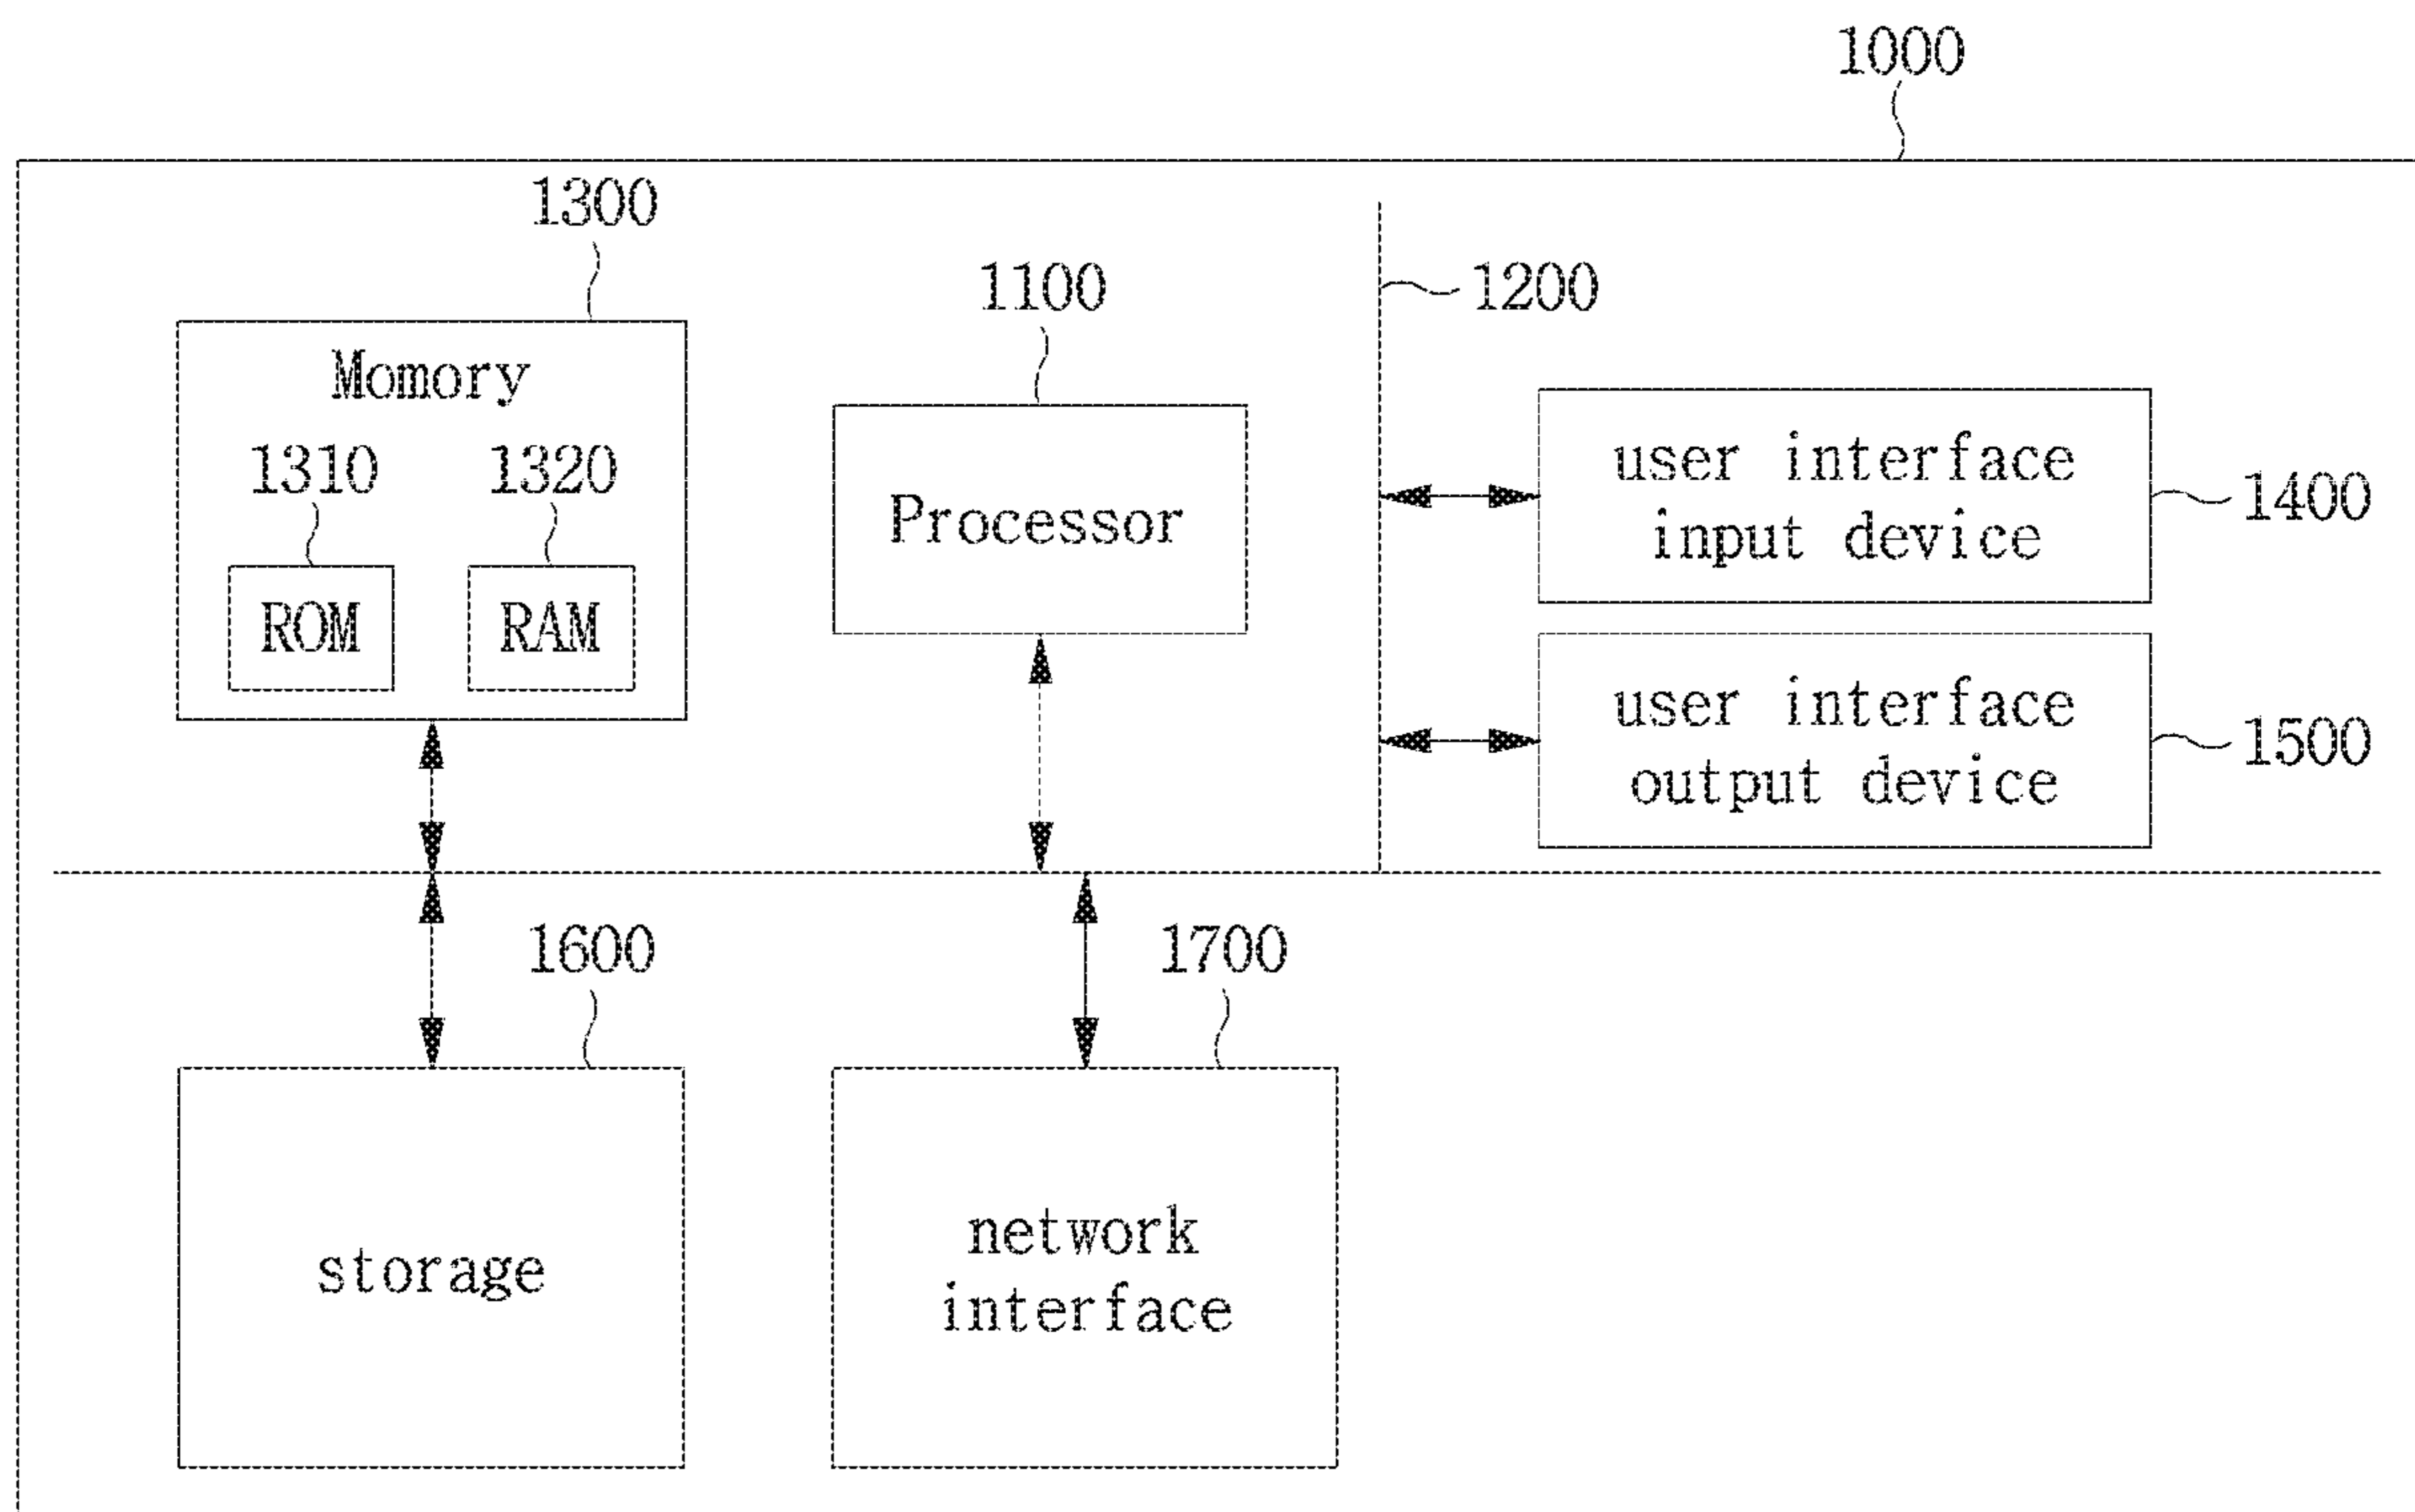 1000
1300
1100
1200
Momory
1310
1320
ROM
RAM
Processor
user interface
input device
1400
user interface
output device
1500
1600
1700
storage
network
interface